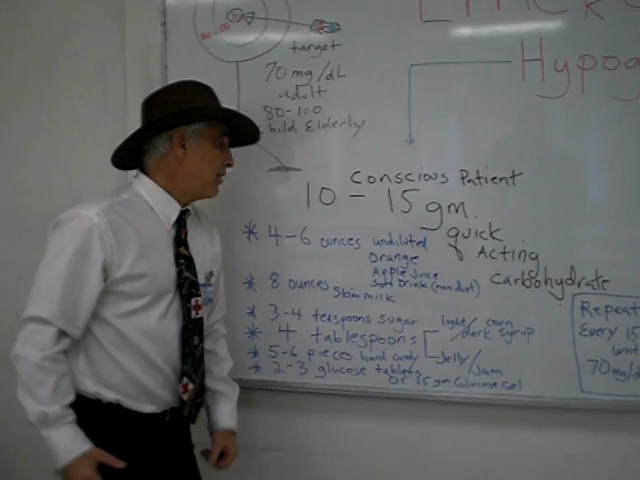 80-100
target
70 mg/dL
adult
80-100
Child Elderly
Hypog
Conscious Patient
10 - 15 gm.
quick
Acting
carbohydrate
* 4-6 ounces undiluted
orange
Apple Juice
Soft Drink (non diet)
* 8 ounces
Skim milk
* 3-4 teaspoons sugar
* 4 tablespoons
light/corn
dark syrup
Jelly/Jam
* 5-6 pieces hard candy
* 2-3 glucose tablets
or 15 gm Glucose Gel
Repeat
Every 15
until
70 mg/d